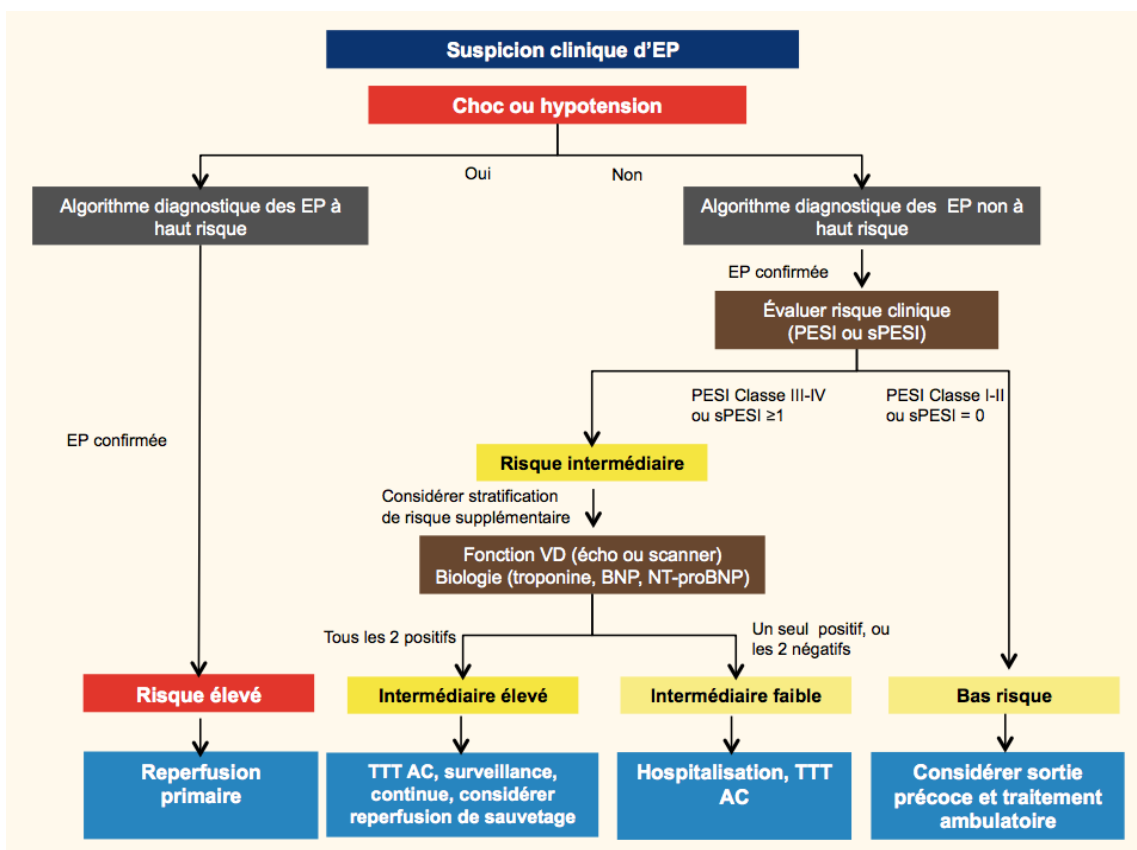 Suspicion clinique d'EP
Choc ou hypotension
Oui
Non
Algorithme diagnostique des EP à
haut risque
Algorithme diagnostique des EP non à
haut risque
EP confirmée
Évaluer risque clinique
(PESI ou sPESI)
PESI Classe III-IV
ou sPESI ≥1
PESI Classe I-II
ou sPESI = 0
EP confirmée
Risque intermédiaire
Considérer stratification
de risque supplémentaire
Fonction VD (écho ou scanner)
Biologie (troponine, BNP, NT-proBNP)
Tous les 2 positifs
Un seul positif, ou
les 2 négatifs
Risque élevé
Intermédiaire élevé
Intermédiaire faible
Bas risque
Reperfusion
primaire
TTT AC, surveillance,
continue, considérer
reperfusion de sauvetage
Hospitalisation, TTT
AC
Considérer sortie
précoce et traitement
ambulatoire